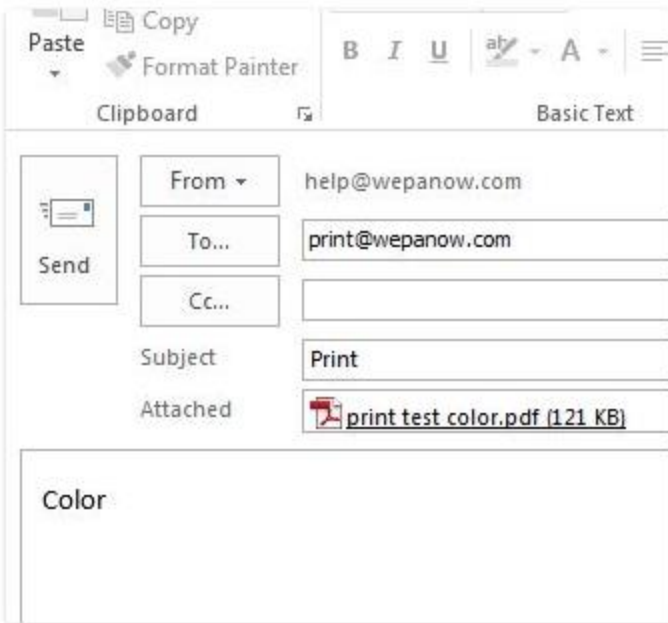 Copy
Paste
Format Painter
B I U A
Clipboard
Basic Text
From
help@wepanow.com
To...
print@wepanow.com
Send
Cc...
Subject
Print
Attached
print test color.pdf (121 KB)
Color